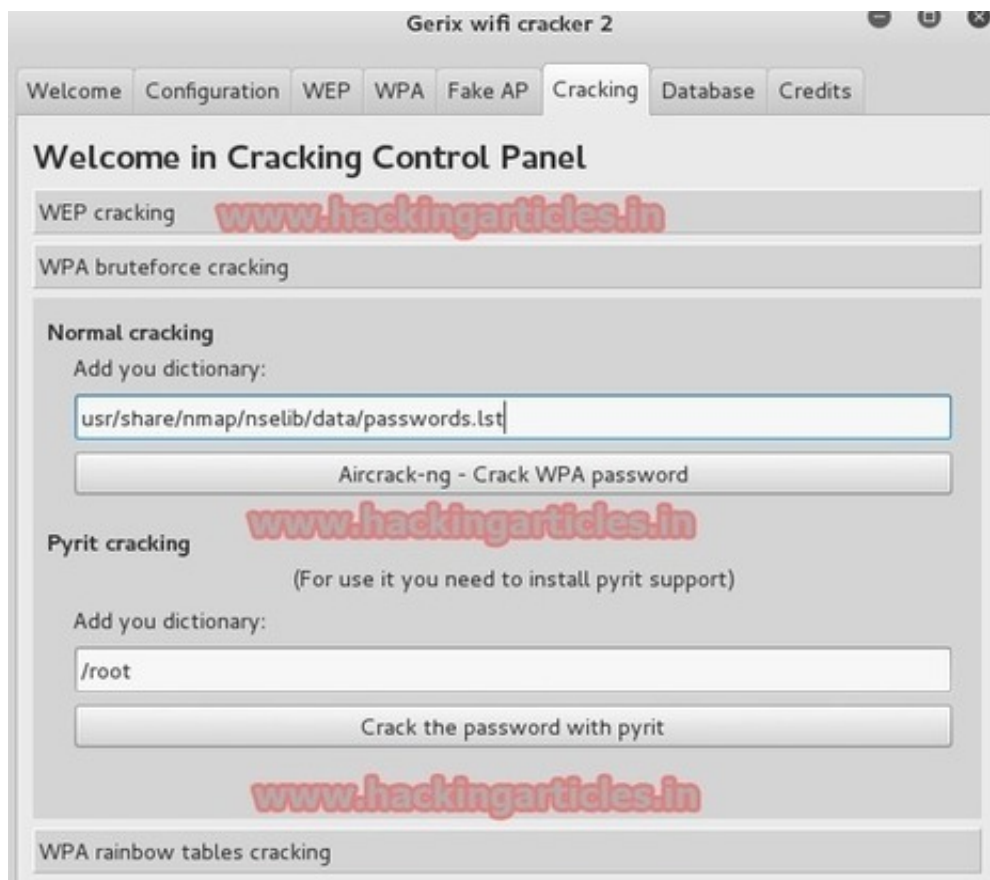 Gerix wifi cracker 2
Welcome Configuration WEP WPA Fake AP Cracking Database Credits
Welcome in Cracking Control Panel
WEP cracking
www.hackingarticles.in
WPA bruteforce cracking
Normal cracking
Add you dictionary:
usr/share/nmap/nselib/data/passwords.lst
Aircrack-ng - Crack WPA password
www.hackingarticles.in
Pyrit cracking
(For use it you need to install pyrit support)
Add you dictionary:
/root
Crack the password with pyrit
www.hackingarticles.in
WPA rainbow tables cracking